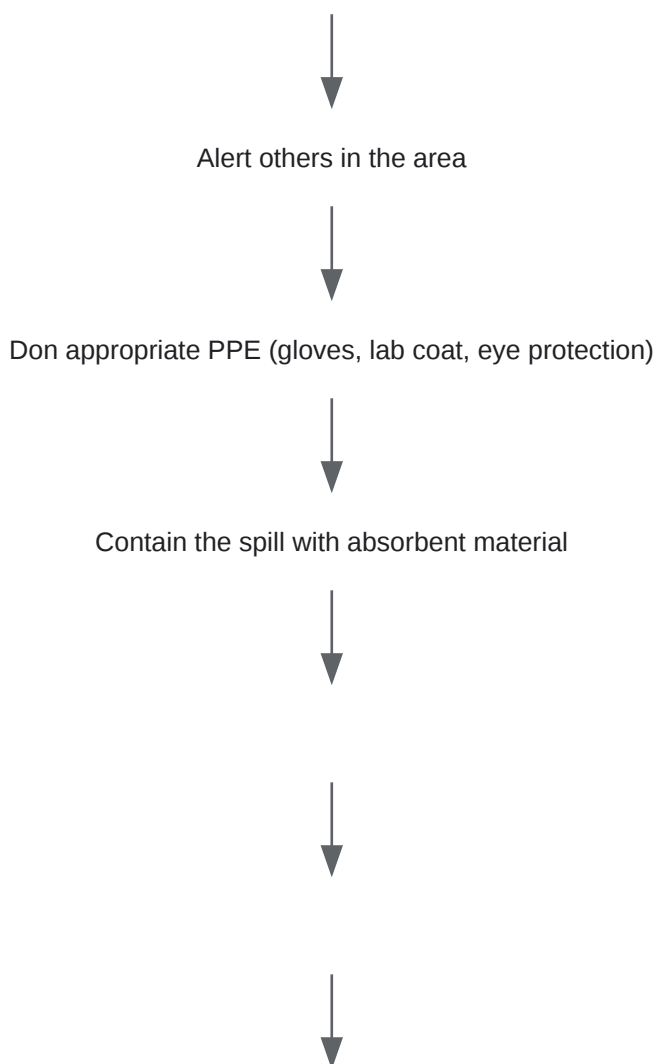 Alert others in the area
Don appropriate PPE (gloves, lab coat, eye protection)
Contain the spill with absorbent material